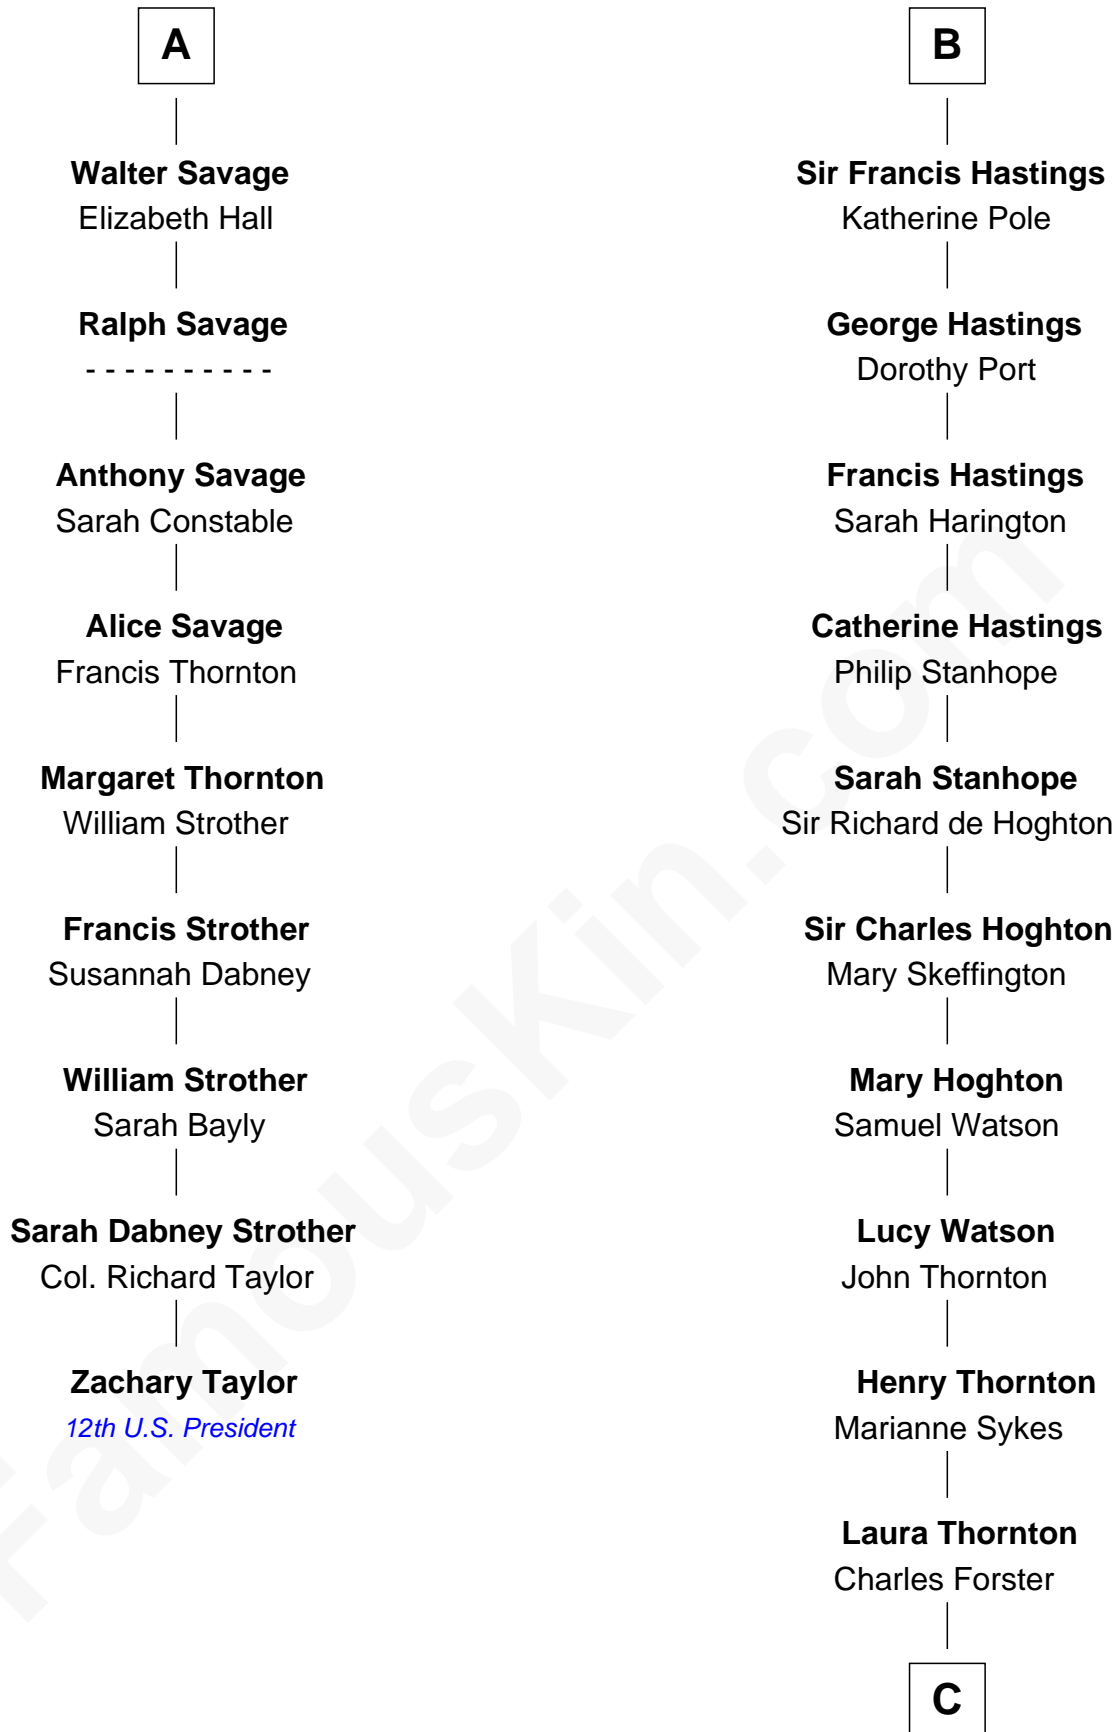 A
Walter Savage
Elizabeth Hall
Ralph Savage
- - - - - - - - - -
Anthony Savage
Sarah Constable
Alice Savage
Francis Thornton
Margaret Thornton
William Strother
Francis Strother
Susannah Dabney
William Strother
Sarah Bayly
Sarah Dabney Strother
Col. Richard Taylor
Zachary Taylor
12th U.S. President
B
Sir Francis Hastings
Katherine Pole
George Hastings
Dorothy Port
Francis Hastings
Sarah Harington
Catherine Hastings
Philip Stanhope
Sarah Stanhope
Sir Richard de Hoghton
Sir Charles Hoghton
Mary Skeffington
Mary Hoghton
Samuel Watson
Lucy Watson
John Thornton
Henry Thornton
Marianne Sykes
Laura Thornton
Charles Forster
C
FamousKin.com